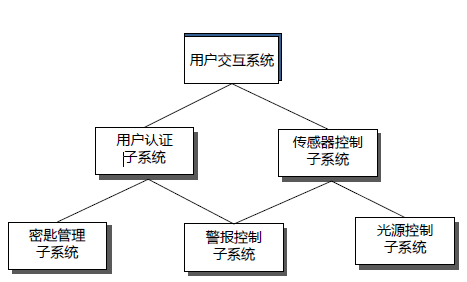 用户交互系统
用户认证
子系统
传感器控制
子系统
密匙管理
子系统
警报控制
子系统
光源控制
子系统